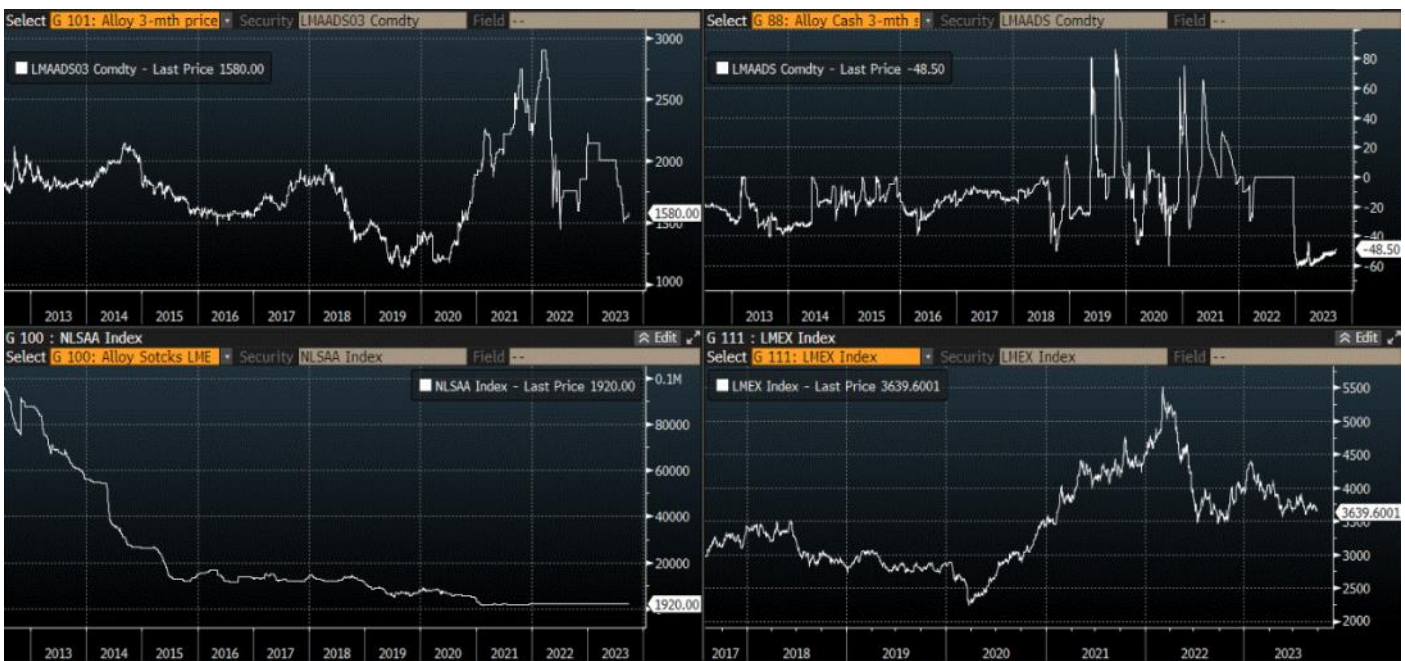 Select G 101: Alloy 3-mth price Security LMAADS03 Comdty Field --
LMAADS03 Comdty - Last Price 1580.00
3000
2500
2000
1580.00
1500
1000
2013 2014 2015 2016 2017 2018 2019 2020 2021 2022 2023
Select G 88: Alloy Cash 3-mth s Security LMAADS Comdty Field --
LMAADS Comdty - Last Price -48.50
80
60
40
20
0
-20
-40
-48.50
-60
2013 2014 2015 2016 2017 2018 2019 2020 2021 2022 2023
G 100 : NLSAA Index Edit
Select G 100: Alloy Sotcks LME Security NLSAA Index Field --
NLSAA Index - Last Price 1920.00
0.1M
80000
60000
40000
20000
1920.00
2013 2014 2015 2016 2017 2018 2019 2020 2021 2022 2023
G 111 : LMEX Index Edit
Select G 111: LMEX Index Security LMEX Index Field --
LMEX Index - Last Price 3639.6001
5500
5000
4500
4000
3639.6001
3500
3000
2500
2000
2017 2018 2019 2020 2021 2022 2023